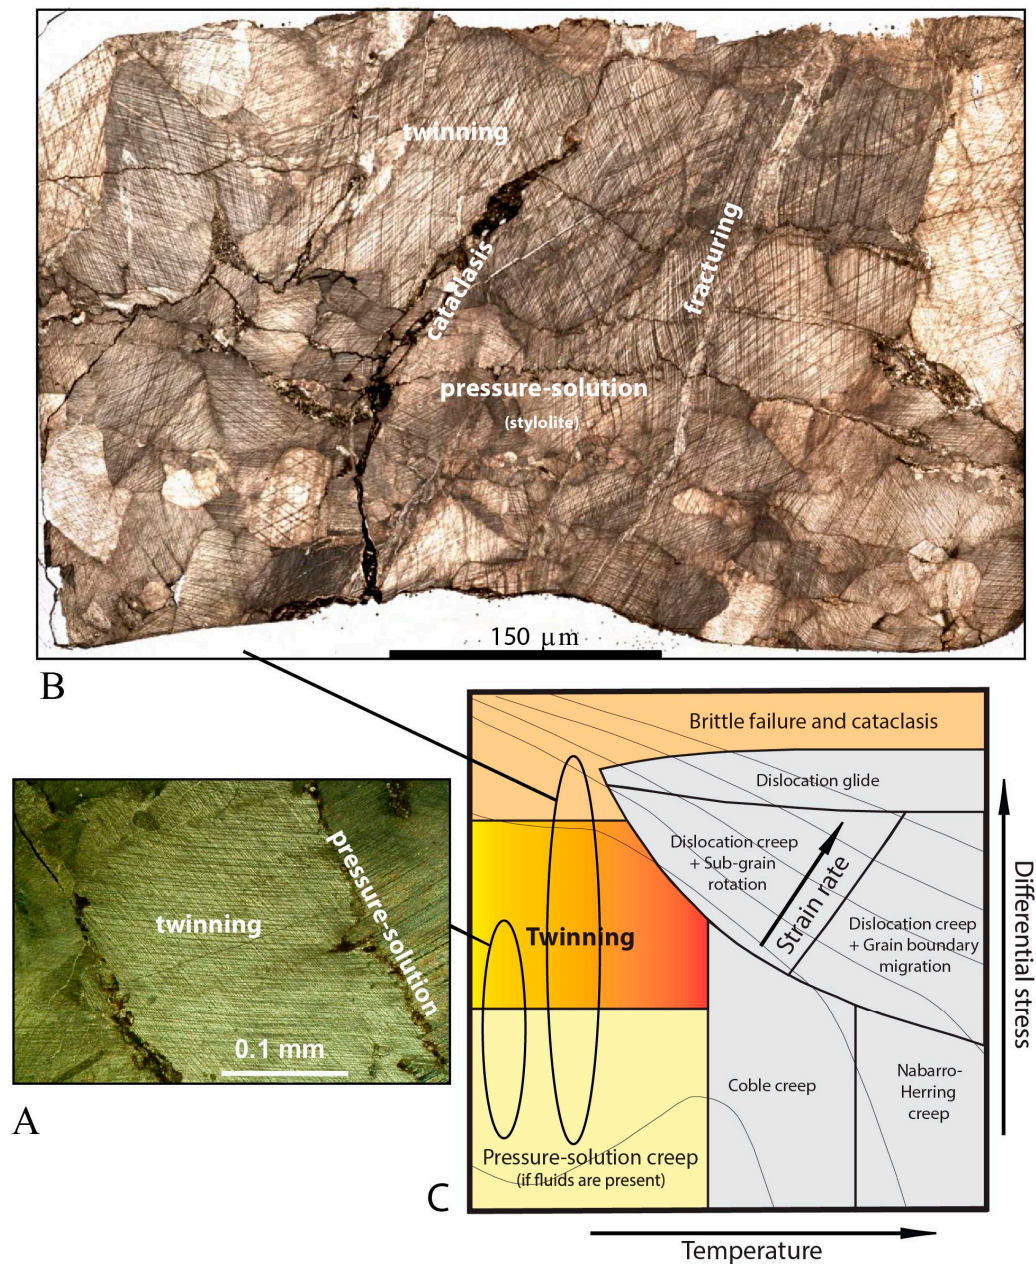 twinning
cataclasis
fracturing
pressure-solution
(stylolite)
150 μm
B
twinning
pressure-solution
0.1 mm
A
Brittle failure and cataclasis
Dislocation glide
Dislocation creep
+ Sub-grain
rotation
Strain rate
Twinning
Dislocation creep
+ Grain boundary
migration
Coble creep
Nabarro-
Herring
creep
Pressure-solution creep
(if fluids are present)
C
Differential stress
Temperature